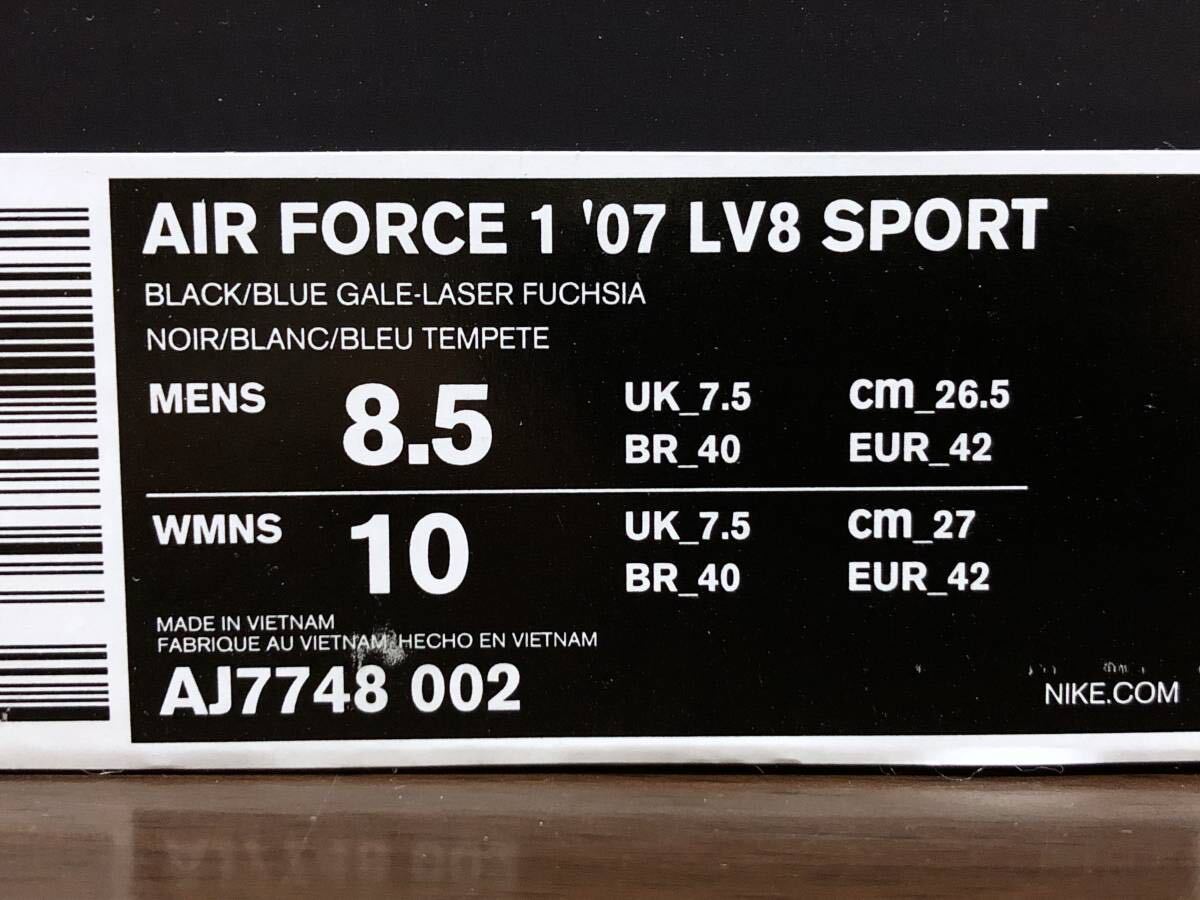 AIR FORCE 1 '07 LV8 SPORT
BLACK/BLUE GALE-LASER FUCHSIA
NOIR/BLANC/BLEU TEMPETE
MENS 8.5 UK_7.5 cm_26.5
BR_40 EUR_42
WMNS 10 UK_7.5 cm_27
BR_40 EUR_42
MADE IN VIETNAM
FABRIQUE AU VIETNAM, HECHO EN VIETNAM
AJ7748 002
NIKE.COM